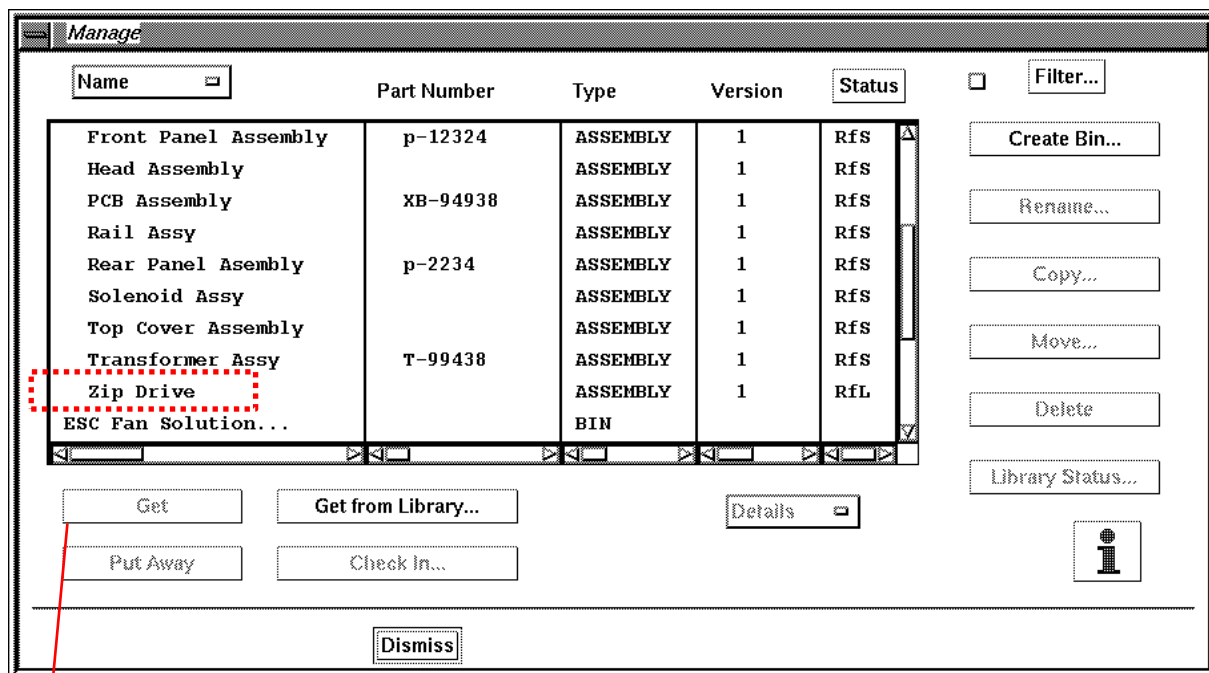 Manage
Name Part Number Type Version Status Filter...
Front Panel Assembly p-12324 ASSEMBLY 1 RfS
Create Bin...
Head Assembly ASSEMBLY 1 RfS
PCB Assembly XB-94938 ASSEMBLY 1 RfS
Rename...
Rail Assy ASSEMBLY 1 RfS
Rear Panel Asembly p-2234 ASSEMBLY 1 RfS
Copy...
Solenoid Assy ASSEMBLY 1 RfS
Top Cover Assembly ASSEMBLY 1 RfS
Move...
Transformer Assy T-99438 ASSEMBLY 1 RfS
Zip Drive ASSEMBLY 1 RfL
Delete
ESC Fan Solution... BIN
Library Status...
Get Get from Library... Details
Put Away Check In...
i
Dismiss